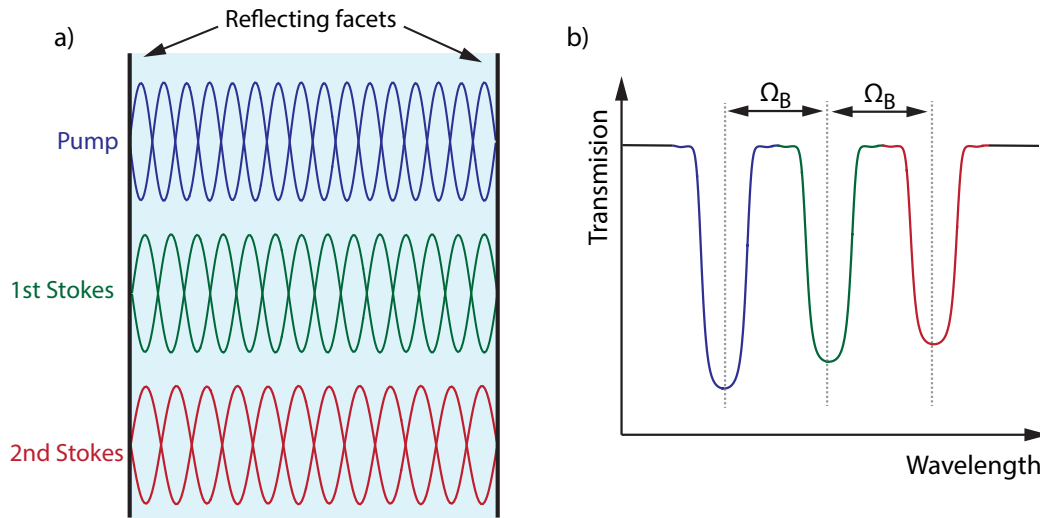 a)
Reflecting facets
Pump
1st Stokes
2nd Stokes
b)
Ω_B
Ω_B
Transmision
Wavelength